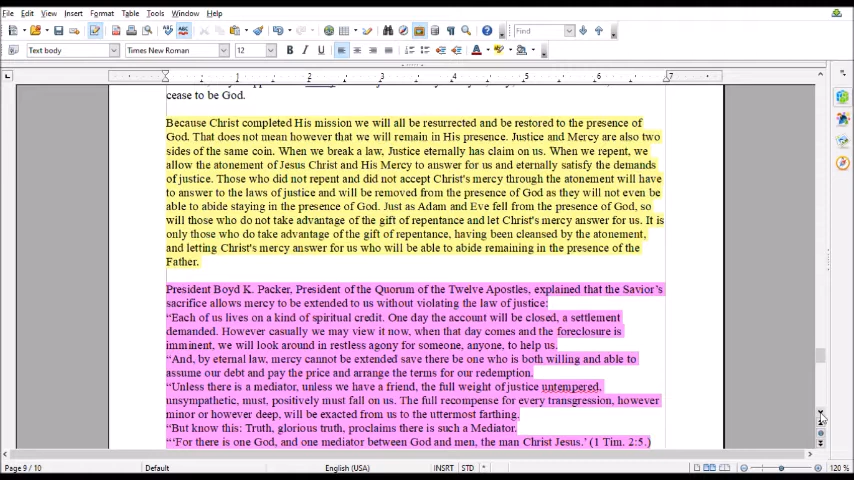 File Edit View Insert Format Table Tools Window Help
Find
Text body Times New Roman 12
1 2 3 4 5 6 7
cease to be God.
Because Christ completed His mission we will all be resurrected and be restored to the presence of
God. That does not mean however that we will remain in His presence. Justice and Mercy are also two
sides of the same coin. When we break a law, Justice eternally has claim on us. When we repent, we
allow the atonement of Jesus Christ and His Mercy to answer for us and eternally satisfy the demands
of justice. Those who did not repent and did not accept Christ's mercy through the atonement will have
to answer to the laws of justice and will be removed from the presence of God as they will not even be
able to abide staying in the presence of God. Just as Adam and Eve fell from the presence of God, so
will those who do not take advantage of the gift of repentance and let Christ's mercy answer for us. It is
only those who do take advantage of the gift of repentance, having been cleansed by the atonement,
and letting Christ's mercy answer for us who will be able to abide remaining in the presence of the
Father.
President Boyd K. Packer, President of the Quorum of the Twelve Apostles, explained that the Savior’s
sacrifice allows mercy to be extended to us without violating the law of justice:
“Each of us lives on a kind of spiritual credit. One day the account will be closed, a settlement
demanded. However casually we may view it now, when that day comes and the foreclosure is
imminent, we will look around in restless agony for someone, anyone, to help us.
“And, by eternal law, mercy cannot be extended save there be one who is both willing and able to
assume our debt and pay the price and arrange the terms for our redemption.
“Unless there is a mediator, unless we have a friend, the full weight of justice untempered,
unsympathetic, must, positively must fall on us. The full recompense for every transgression, however
minor or however deep, will be exacted from us to the uttermost farthing.
“But know this: Truth, glorious truth, proclaims there is such a Mediator.
“‘For there is one God, and one mediator between God and men, the man Christ Jesus.’ (1 Tim. 2:5.)
Page 9 / 10 Default English (USA) INSRT STD * 120 %